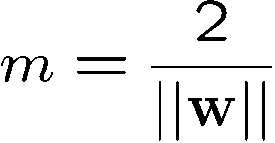 m = 2 / ||w||